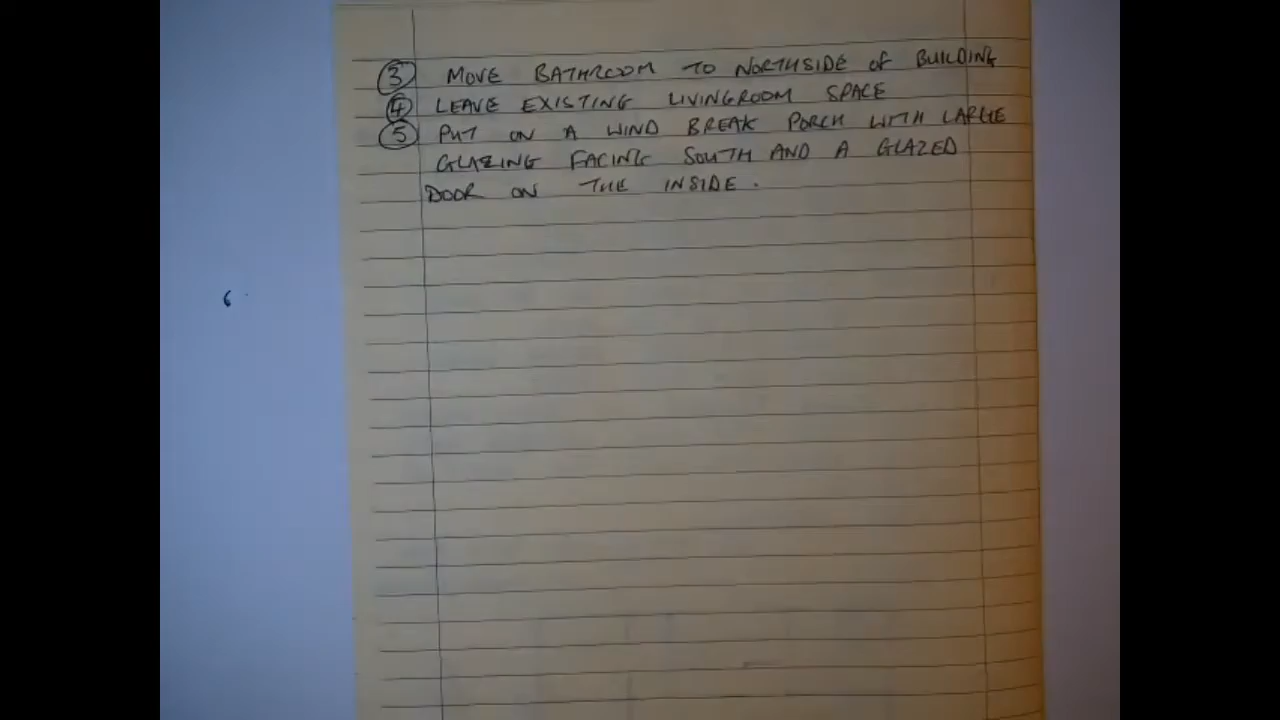 ③ MOVE BATHROOM TO NORTHSIDE of BUILDING
④ LEAVE EXISTING LIVINGROOM SPACE
⑤ PUT ON A WIND BREAK PORCH WITH LARGE
GLAZING FACING SOUTH AND A GLAZED
DOOR ON THE INSIDE.